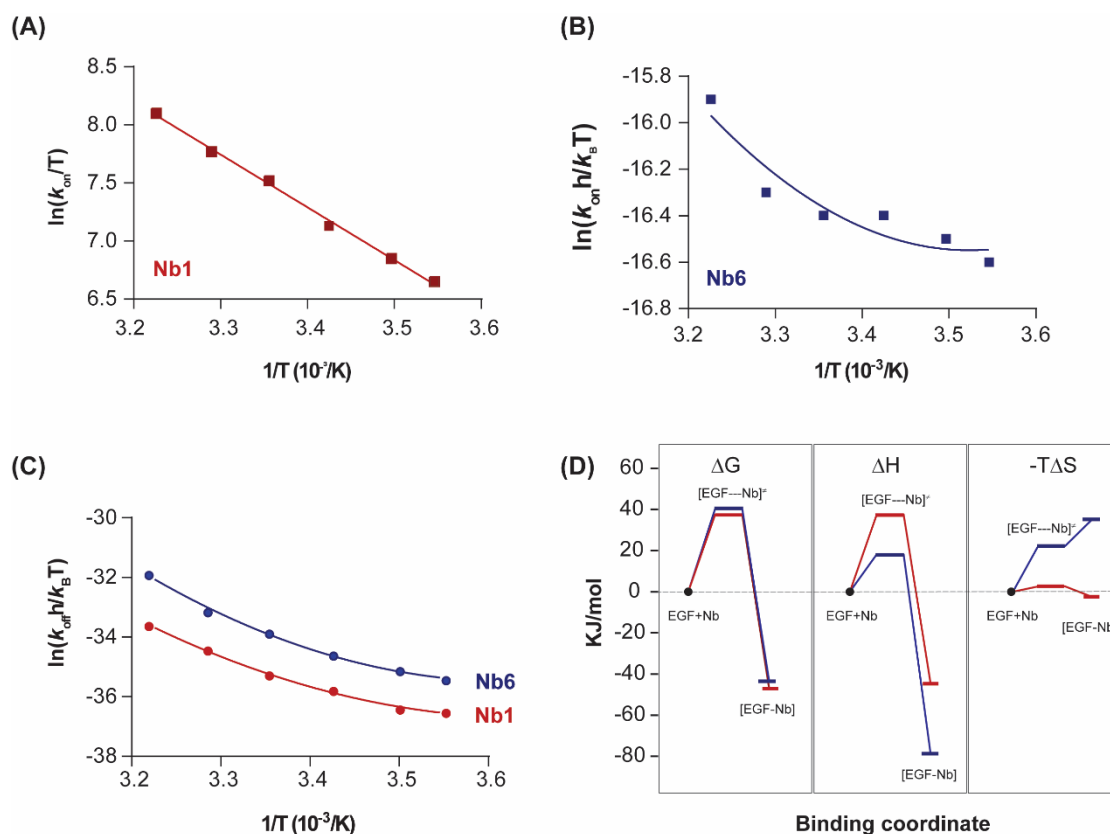 (A)
8.5
8.0
7.5
7.0
6.5
ln(kon/T)
Nb1
3.2 3.3 3.4 3.5 3.6
1/T (10⁻³/K)
(B)
-15.8
-16.0
-16.2
-16.4
-16.6
-16.8
ln(konh/kBT)
Nb6
3.2 3.3 3.4 3.5 3.6
1/T (10⁻³/K)
(C)
-30
-32
-34
-36
-38
ln(koffh/kBT)
Nb6
Nb1
3.2 3.3 3.4 3.5 3.6
1/T (10⁻³/K)
(D)
60
40
20
0
-20
-40
-60
-80
KJ/mol
ΔG
[EGF---Nb]≠
EGF+Nb
[EGF-Nb]
ΔH
[EGF---Nb]≠
EGF+Nb
[EGF-Nb]
-TΔS
[EGF---Nb]≠
EGF+Nb
[EGF-Nb]
Binding coordinate